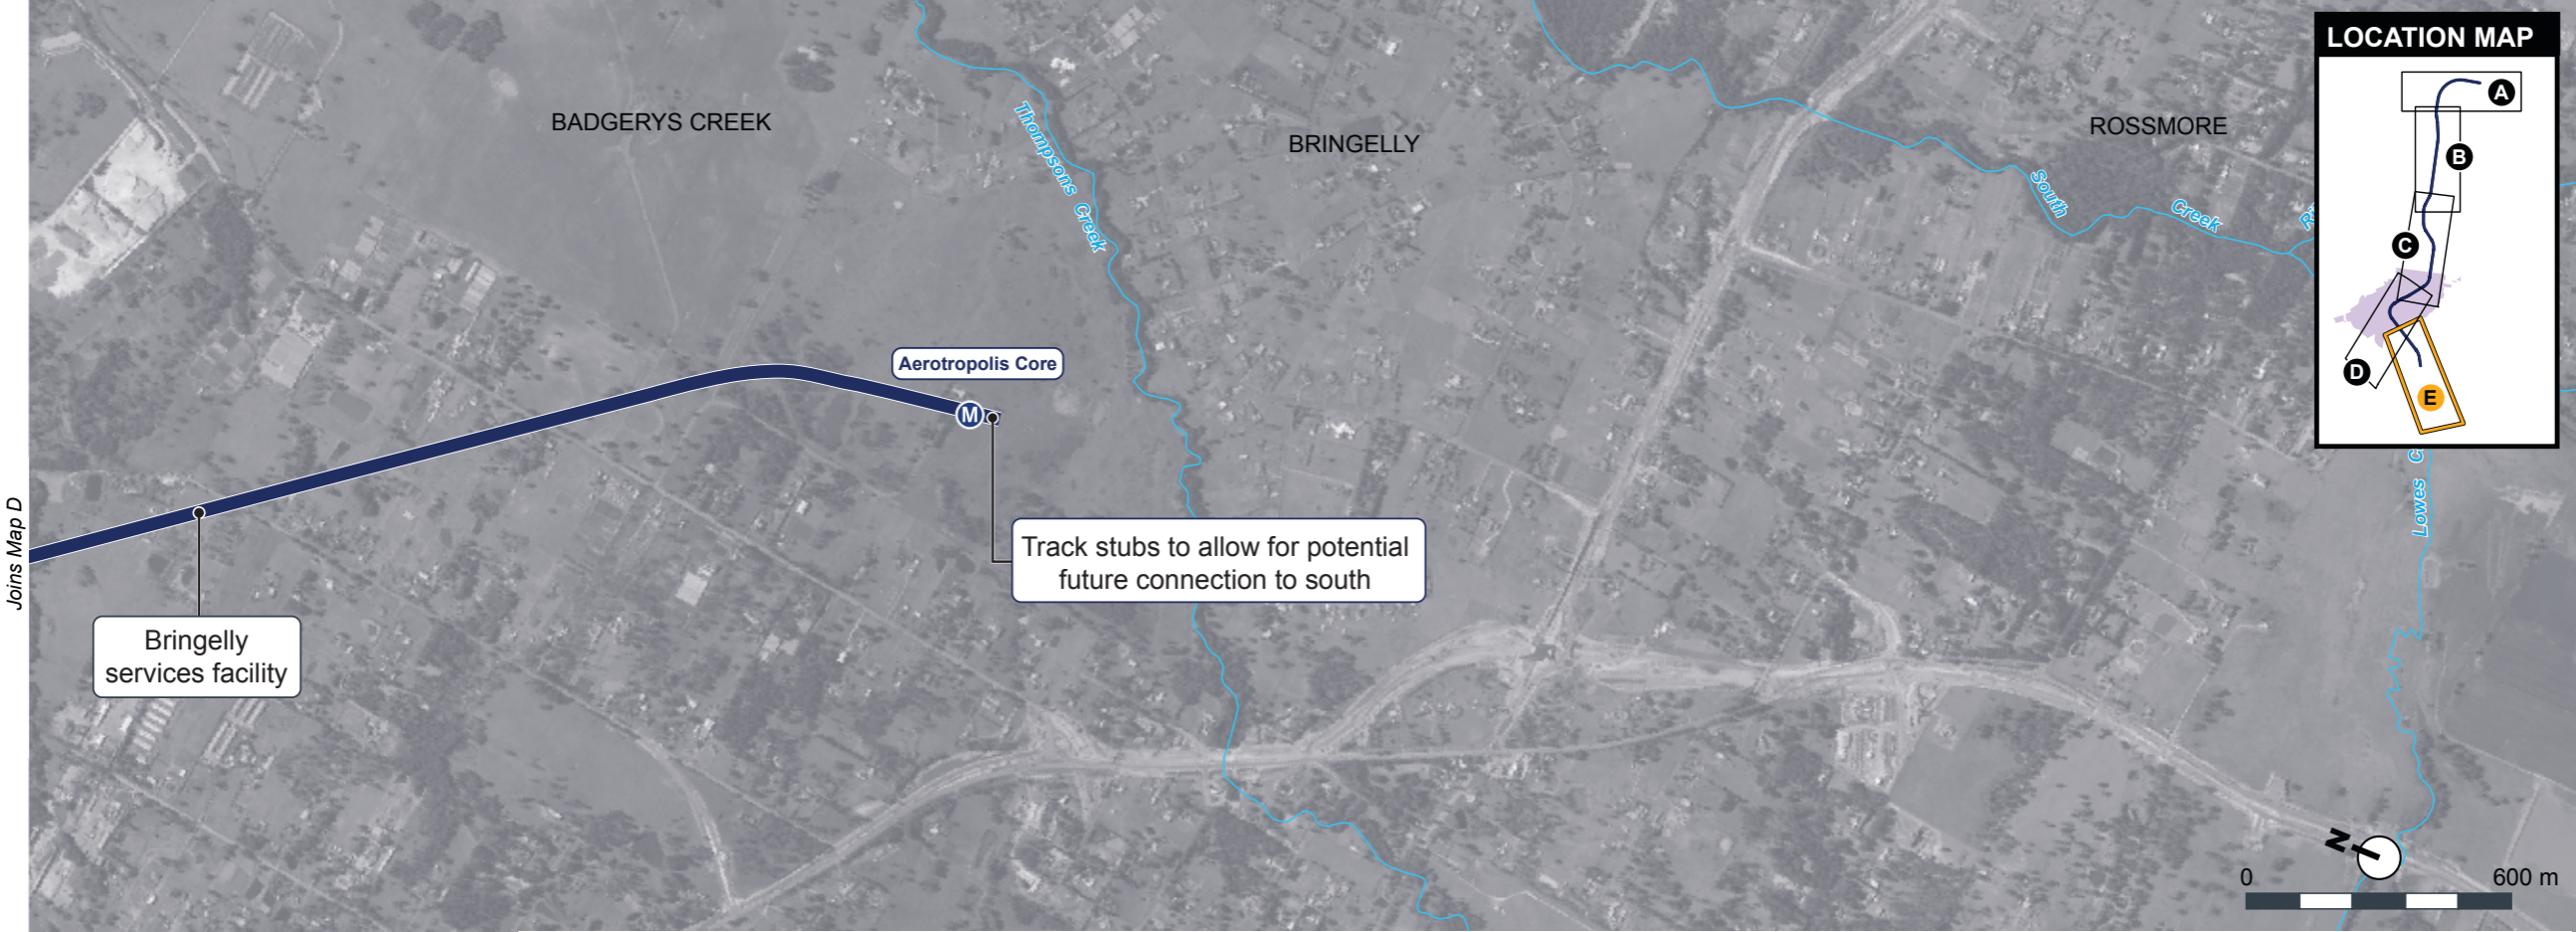 LOCATION MAP
A
B
C
D
E
BADGERYS CREEK
BRINGELLY
ROSSMORE
Thompsons Creek
South Creek
Ri
Lowes C
Aerotropolis Core
M
Track stubs to allow for potential
future connection to south
Bringelly
services facility
Joins Map D
N
0 600 m